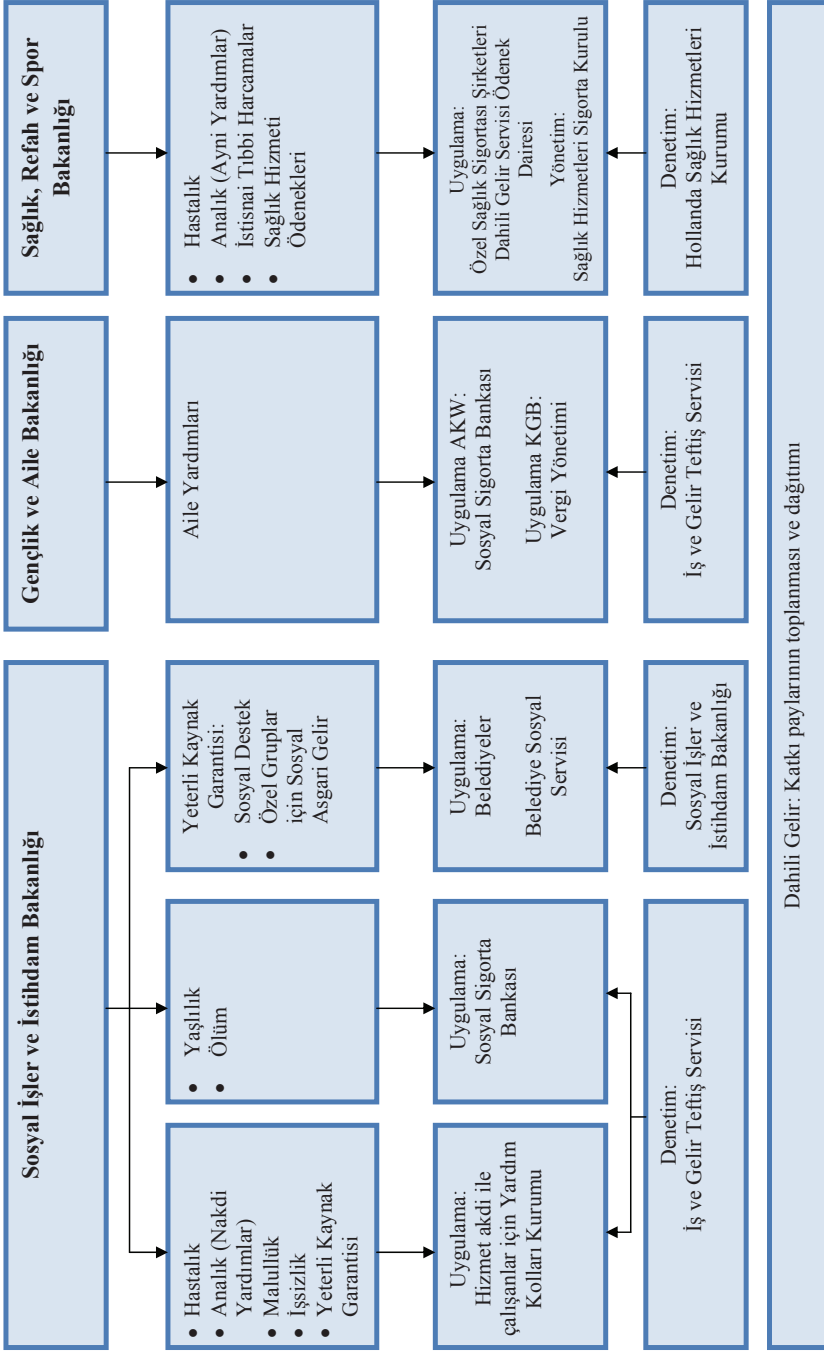 Sosyal İşler ve İstihdam Bakanlığı
Gençlik ve Aile Bakanlığı
Sağlık, Refah ve Spor
Bakanlığı
• Hastalık
• Analık (Nakdi
Yardımlar)
• Malullük
• İşsizlik
• Yeterli Kaynak
Garantisi
• Yaşlılık
• Ölüm
Yeterli Kaynak
Garantisi:
• Sosyal Destek
• Özel Gruplar
için Sosyal
Asgari Gelir
Aile Yardımları
• Hastalık
• Analık (Ayni Yardımlar)
• İstisnai Tıbbi Harcamalar
• Sağlık Hizmeti
Ödenekleri
Uygulama:
Hizmet akdi ile
çalışanlar için Yardım
Kolları Kurumu
Uygulama:
Sosyal Sigorta
Bankası
Uygulama:
Belediyeler
Belediye Sosyal
Servisi
Uygulama AKW:
Sosyal Sigorta Bankası
Uygulama KGB:
Vergi Yönetimi
Uygulama:
Özel Sağlık Sigortası Şirketleri
Dahili Gelir Servisi Ödenek
Dairesi
Yönetim:
Sağlık Hizmetleri Sigorta Kurulu
Denetim:
İş ve Gelir Teftiş Servisi
Denetim:
Sosyal İşler ve
İstihdam Bakanlığı
Denetim:
İş ve Gelir Teftiş Servisi
Denetim:
Hollanda Sağlık Hizmetleri
Kurumu
Dahili Gelir: Katkı paylarının toplanması ve dağıtımı